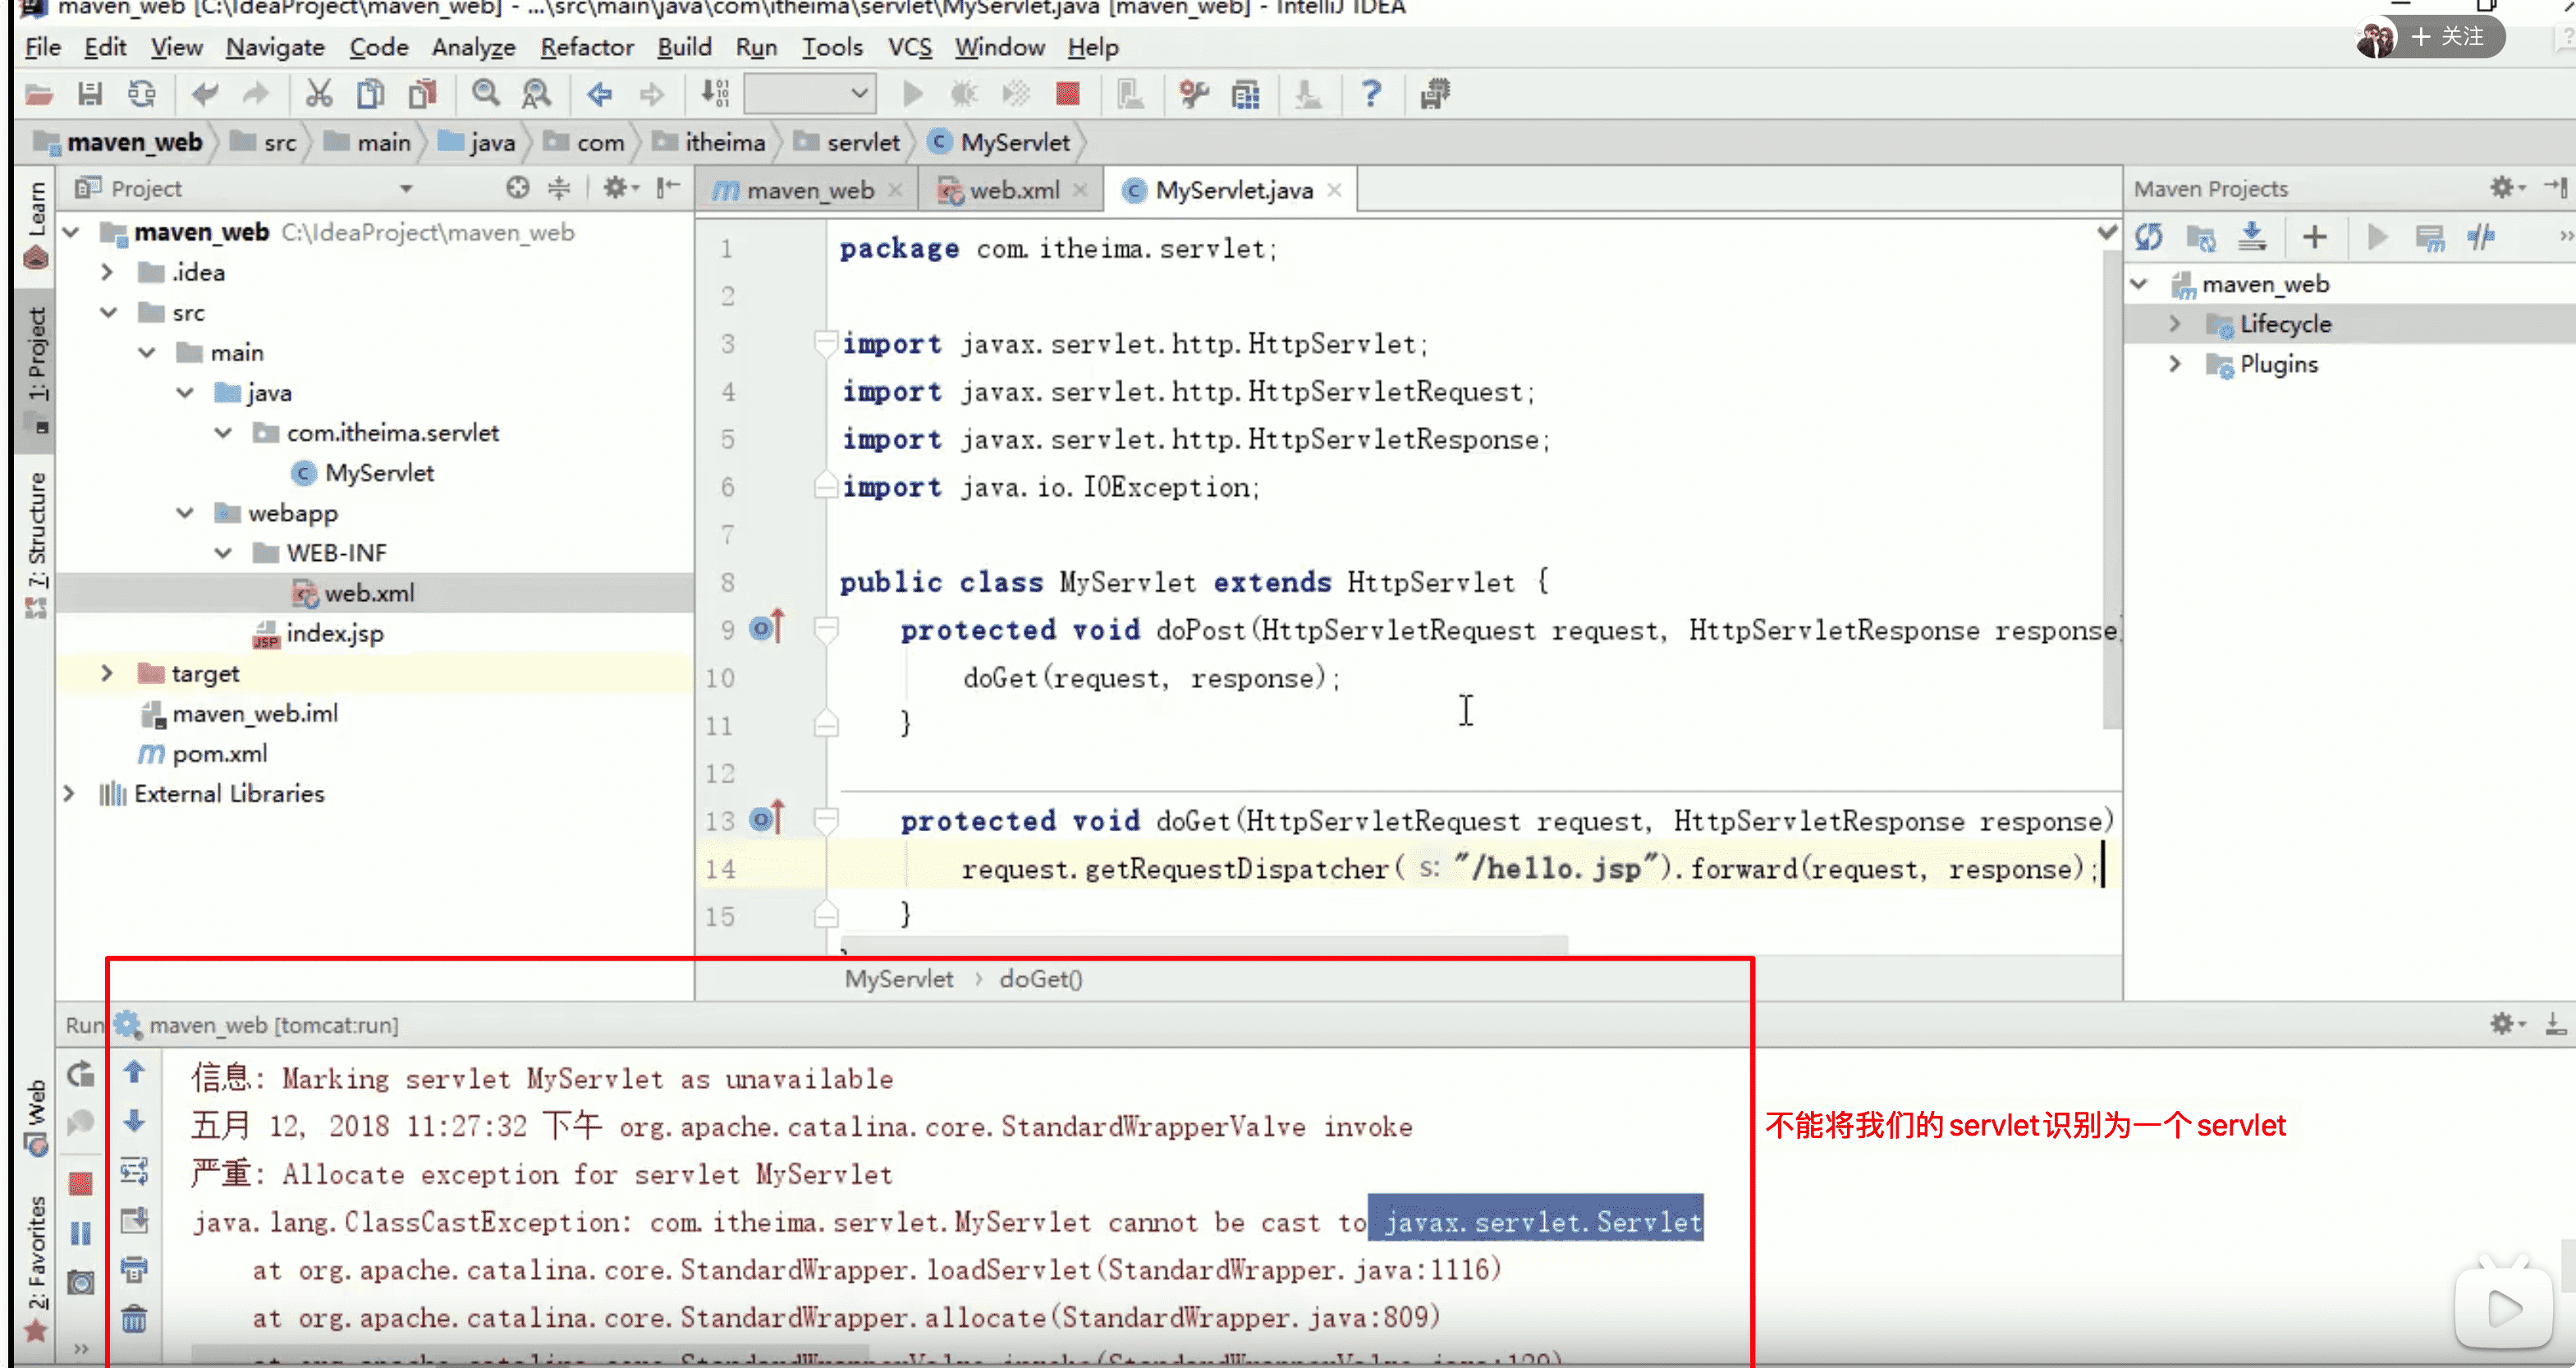 maven_web [C:\IdeaProject\maven_web] - ...\src\main\java\com\itheima\servlet\MyServlet.java [maven_web] - IntelliJ IDEA
File Edit View Navigate Code Analyze Refactor Build Run Tools VCS Window Help
+ 关注
maven_web src main java com itheima servlet MyServlet
Project
maven_web web.xml MyServlet.java
Maven Projects
Learn
1: Project
7: Structure
Web
2: Favorites
maven_web C:\IdeaProject\maven_web
.idea
src
main
java
com.itheima.servlet
MyServlet
webapp
WEB-INF
web.xml
index.jsp
target
maven_web.iml
pom.xml
External Libraries
1 package com.itheima.servlet;
2
3 import javax.servlet.http.HttpServlet;
4 import javax.servlet.http.HttpServletRequest;
5 import javax.servlet.http.HttpServletResponse;
6 import java.io.IOException;
7
8 public class MyServlet extends HttpServlet {
9 protected void doPost(HttpServletRequest request, HttpServletResponse response
10 doGet(request, response);
11 }
12
13 protected void doGet(HttpServletRequest request, HttpServletResponse response)
14 request.getRequestDispatcher( s: "/hello.jsp").forward(request, response);
15 }
MyServlet › doGet()
maven_web
Lifecycle
Plugins
Run maven_web [tomcat:run]
信息: Marking servlet MyServlet as unavailable
五月 12, 2018 11:27:32 下午 org.apache.catalina.core.StandardWrapperValve invoke
严重: Allocate exception for servlet MyServlet
java.lang.ClassCastException: com.itheima.servlet.MyServlet cannot be cast to javax.servlet.Servlet
at org.apache.catalina.core.StandardWrapper.loadServlet(StandardWrapper.java:1116)
at org.apache.catalina.core.StandardWrapper.allocate(StandardWrapper.java:809)
不能将我们的servlet识别为一个servlet